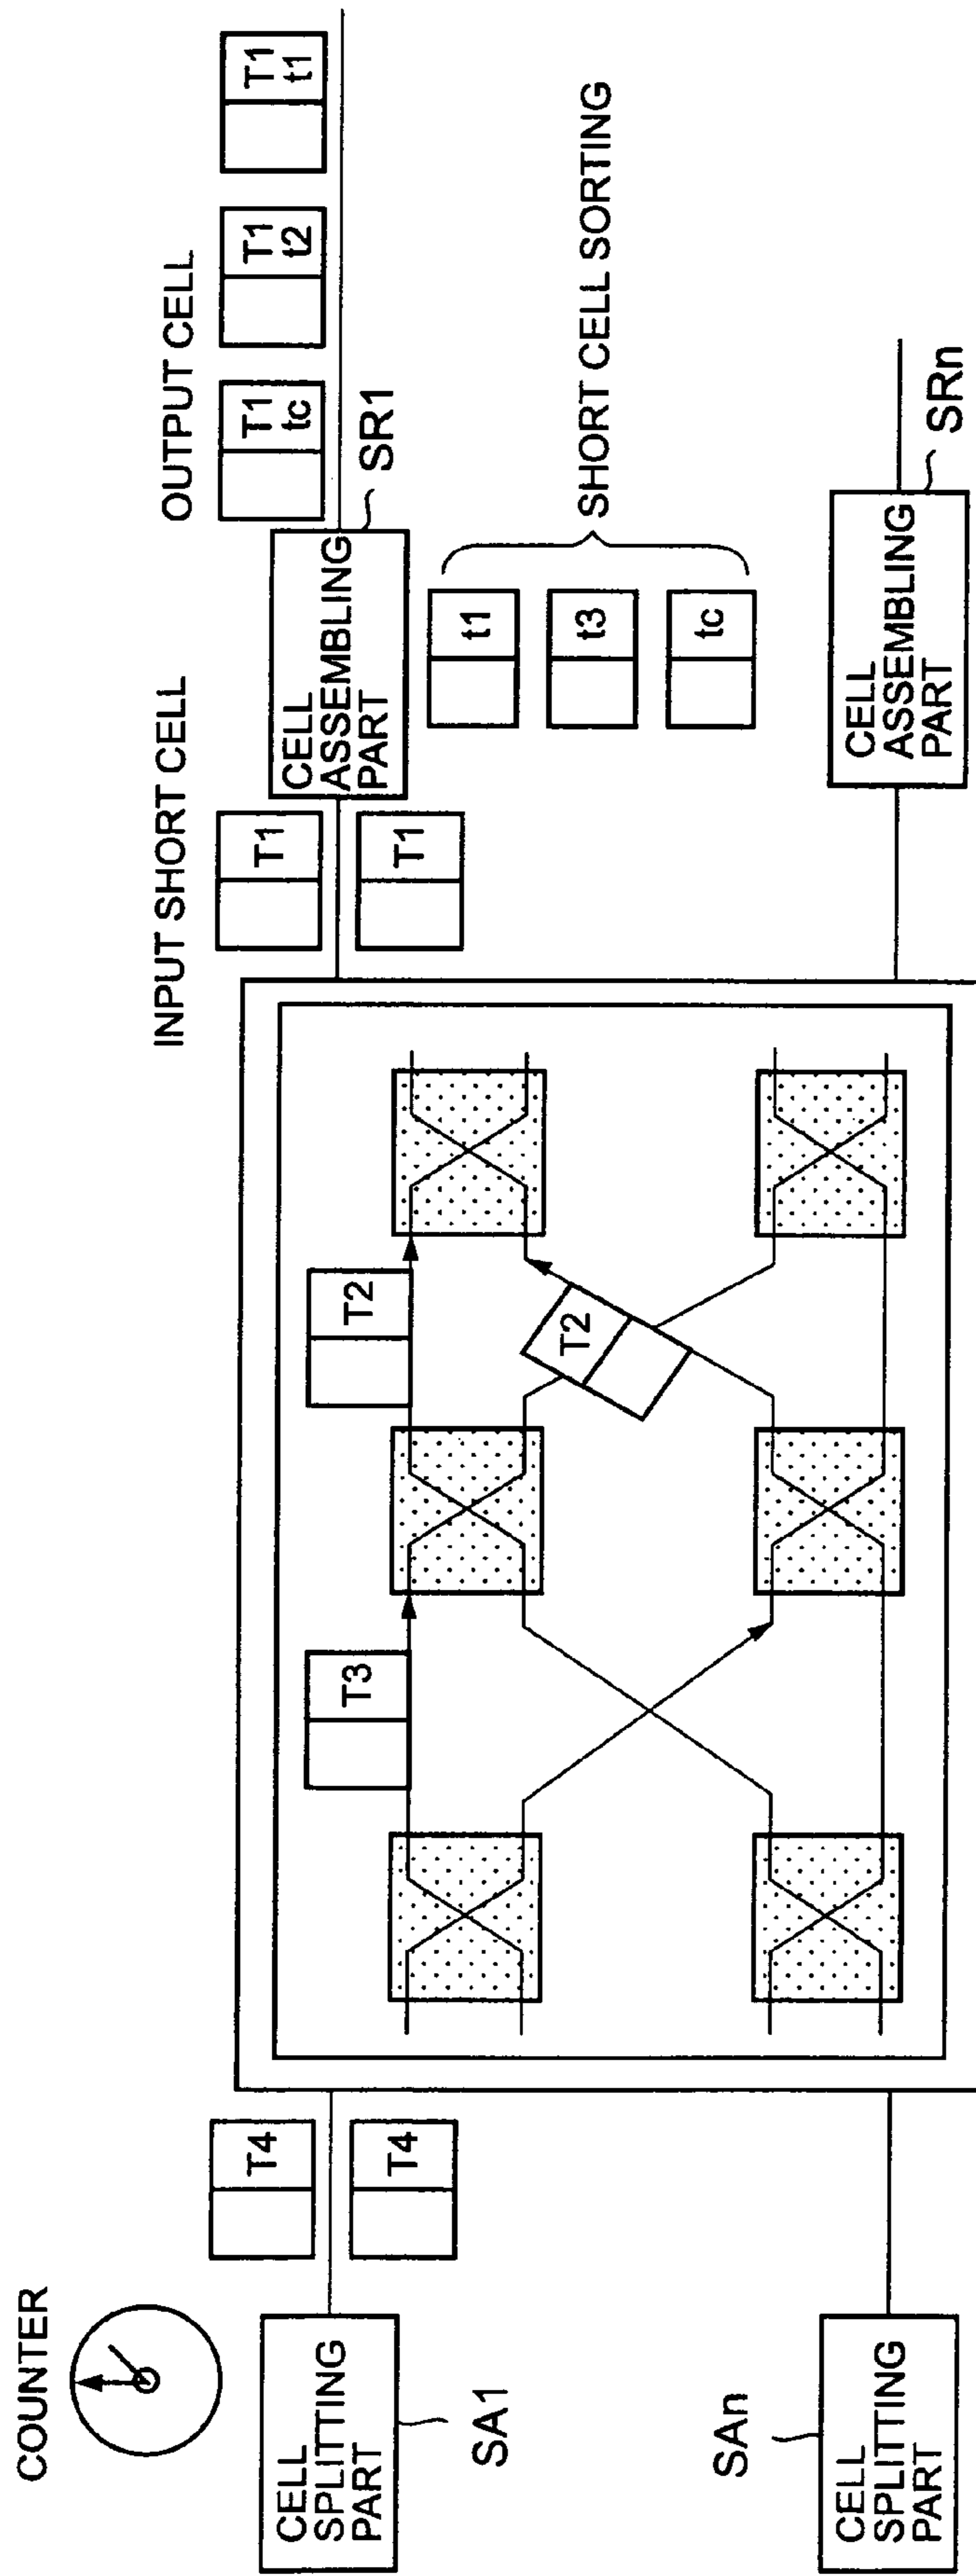 COUNTER
CELL
SPLITTING
PART
SA1
CELL
SPLITTING
PART
SAn
T4
T4
T3
T2
T2
INPUT SHORT CELL
T1
T1
CELL
ASSEMBLING
PART
SR1
OUTPUT CELL
T1
tc
T1
t2
T1
t1
t1
t3
tc
SHORT CELL SORTING
CELL
ASSEMBLING
PART
SRn